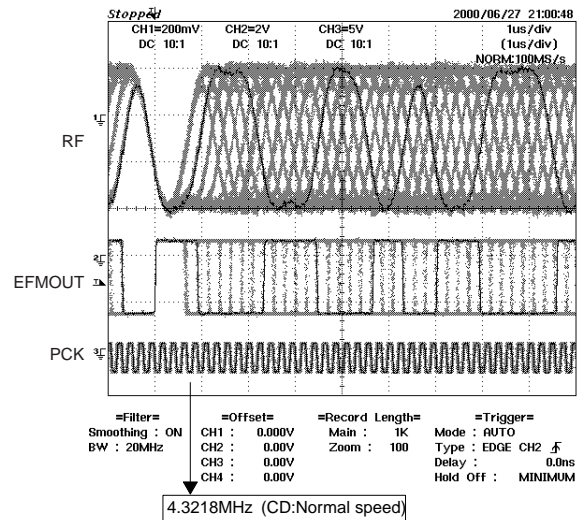 Stopped
2000/06/27 21:00:48
CH1=200mV CH2=2V CH3=5V 1us/div
DC 10:1 DC 10:1 DC 10:1 (1us/div)
NORM:100MS/s
RF
EFMOUT
PCK
=Filter= =Offset= =Record Length= =Trigger=
Smoothing : ON CH1 : 0.000V Main : 1K Mode : AUTO
BW : 20MHz CH2 : 0.00V Zoom : 100 Type : EDGE CH2
CH3 : 0.00V Delay : 0.0ns
CH4 : 0.00V Hold Off : MINIMUM
4.3218MHz (CD:Normal speed)